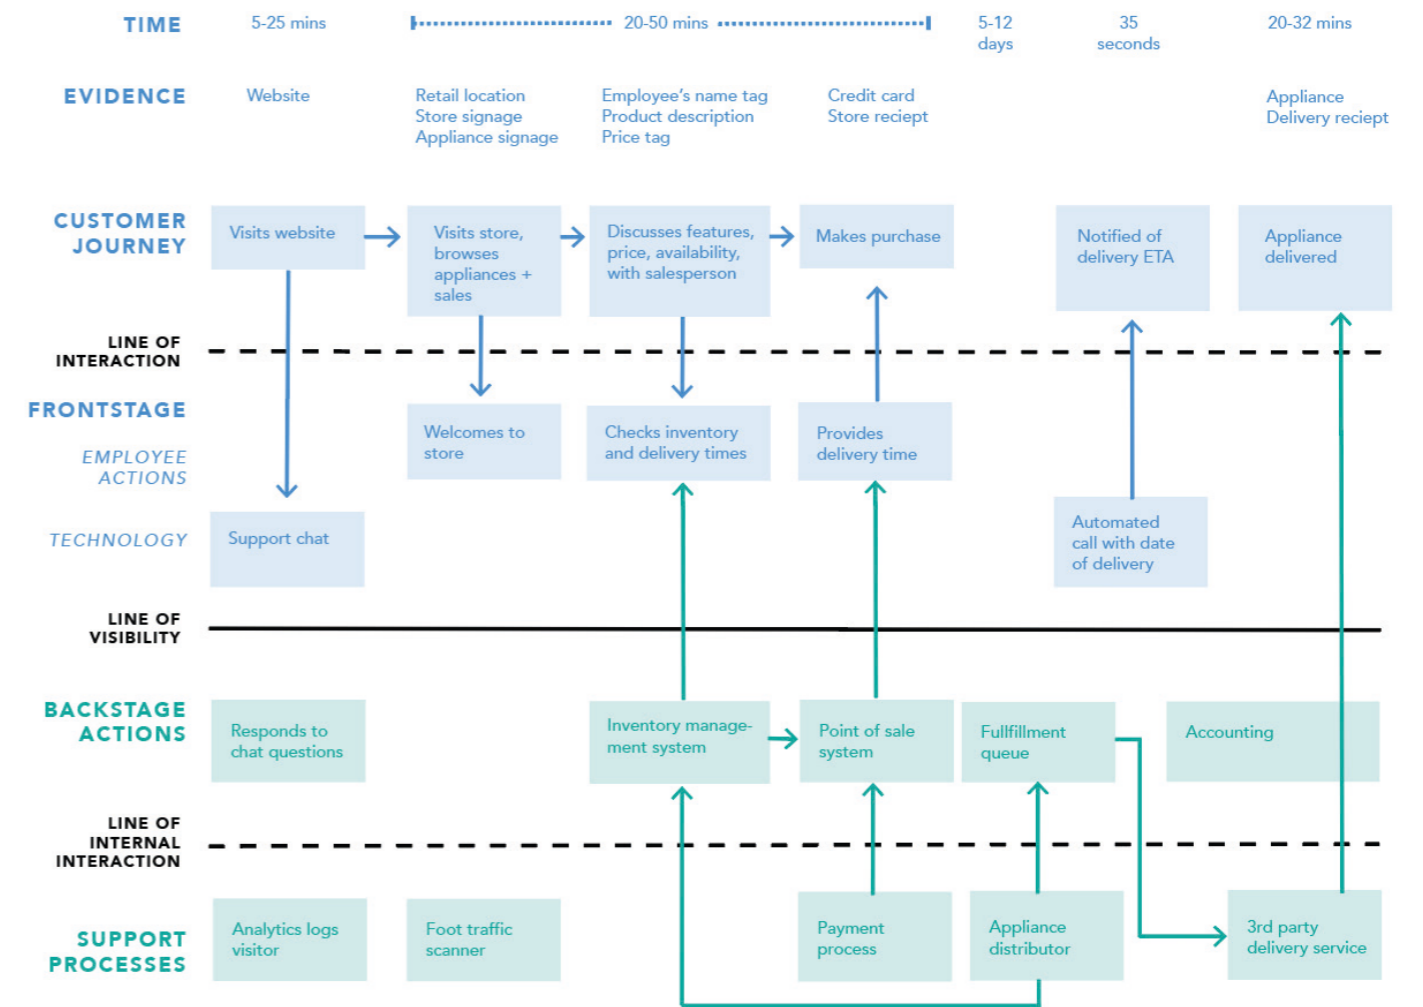 TIME
5-25 mins
20-50 mins
5-12
days
35
seconds
20-32 mins
EVIDENCE
Website
Retail location
Store signage
Appliance signage
Employee's name tag
Product description
Price tag
Credit card
Store reciept
Appliance
Delivery reciept
CUSTOMER
JOURNEY
Visits website
Visits store,
browses
appliances +
sales
Discusses features,
price, availability,
with salesperson
Makes purchase
Notified of
delivery ETA
Appliance
delivered
LINE OF
INTERACTION
FRONTSTAGE
EMPLOYEE
ACTIONS
Welcomes to
store
Checks inventory
and delivery times
Provides
delivery time
TECHNOLOGY
Support chat
Automated
call with date
of delivery
LINE OF
VISIBILITY
BACKSTAGE
ACTIONS
Responds to
chat questions
Inventory manage-
ment system
Point of sale
system
Fullfillment
queue
Accounting
LINE OF
INTERNAL
INTERACTION
SUPPORT
PROCESSES
Analytics logs
visitor
Foot traffic
scanner
Payment
process
Appliance
distributor
3rd party
delivery service